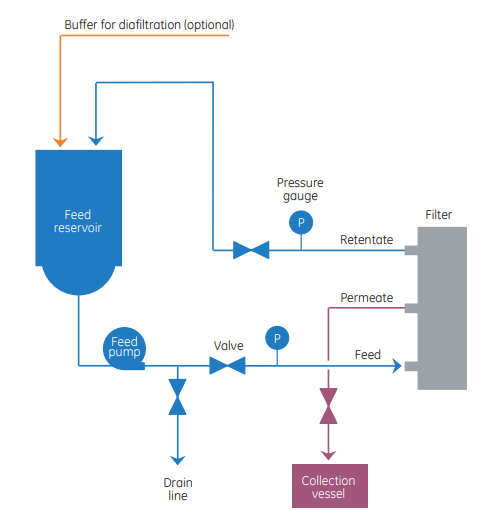 Buffer for diafiltration (optional)
Pressure
gauge
Filter
P
Feed
reservoir
Retentate
Permeate
Feed
pump
Valve
P
Feed
Drain
line
Collection
vessel